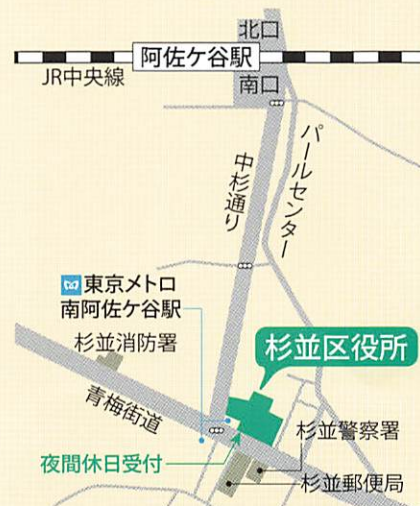 北口
阿佐ケ谷駅
JR中央線
南口
パールセンター
中杉通り
東京メトロ
南阿佐ケ谷駅
杉並消防署
杉並区役所
青梅街道
杉並警察署
夜間休日受付
杉並郵便局